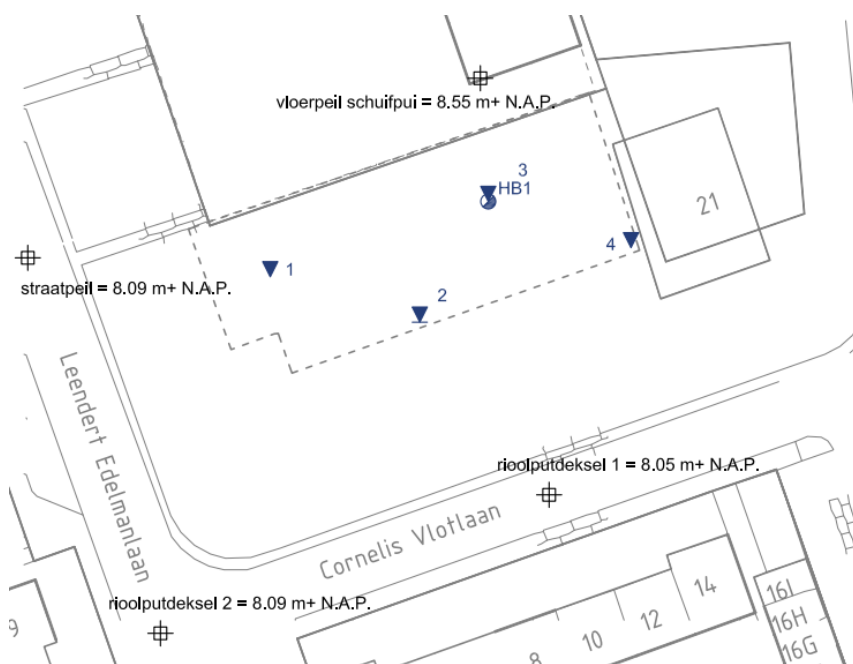 vloerpeil schuifpui = 8.55 m+ N.A.P.
3
HB1
21
4
1
straatpeil = 8.09 m+ N.A.P.
2
Leendert Edelmanlaan
rioolputdeksel 1 = 8.05 m+ N.A.P.
Cornelis Vlotlaan
rioolputdeksel 2 = 8.09 m+ N.A.P.
9
8
10
12
14
16I
16H
16G